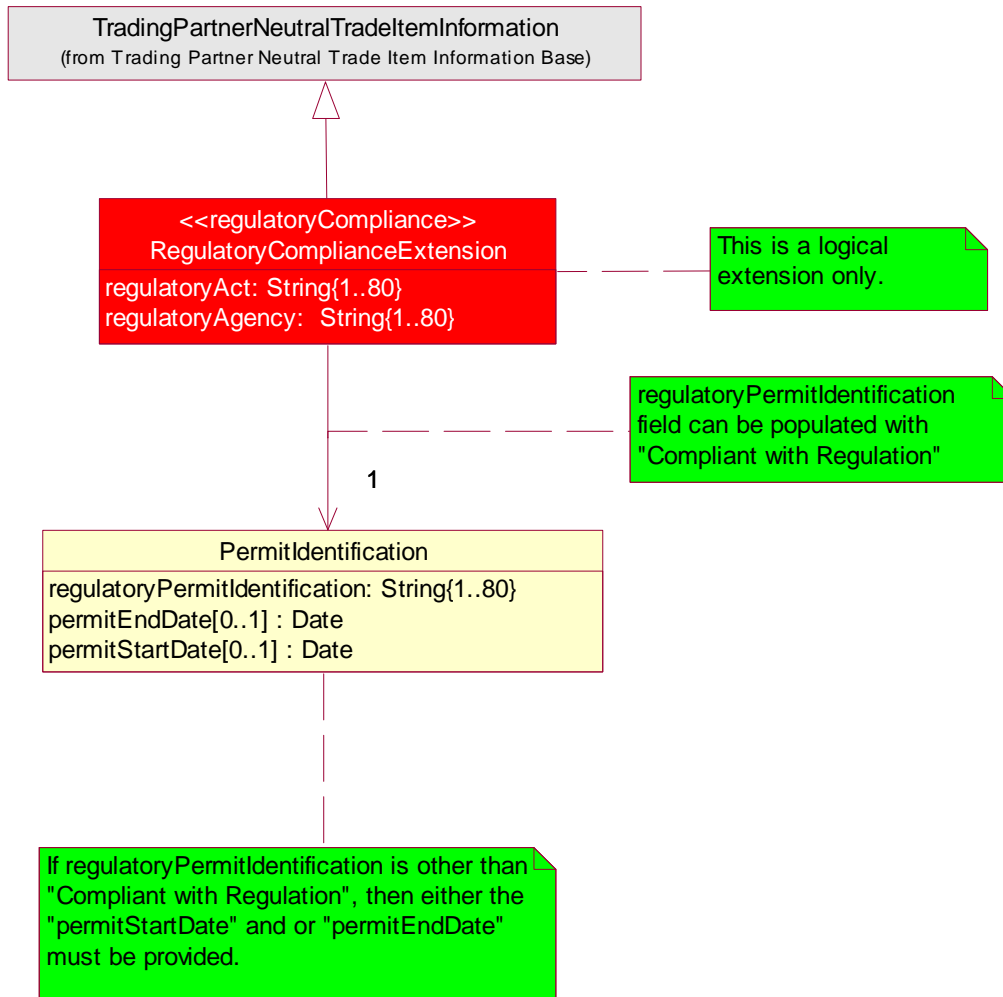 TradingPartnerNeutralTradeItemInformation
(from Trading Partner Neutral Trade Item Information Base)
<<regulatoryCompliance>>
RegulatoryComplianceExtension
regulatoryAct: String{1..80}
regulatoryAgency:  String{1..80}
This is a logical
extension only.
regulatoryPermitIdentification
field can be populated with
"Compliant with Regulation"
1
PermitIdentification
regulatoryPermitIdentification: String{1..80}
permitEndDate[0..1] : Date
permitStartDate[0..1] : Date
If regulatoryPermitIdentification is other than
"Compliant with Regulation", then either the
"permitStartDate" and or "permitEndDate"
must be provided.